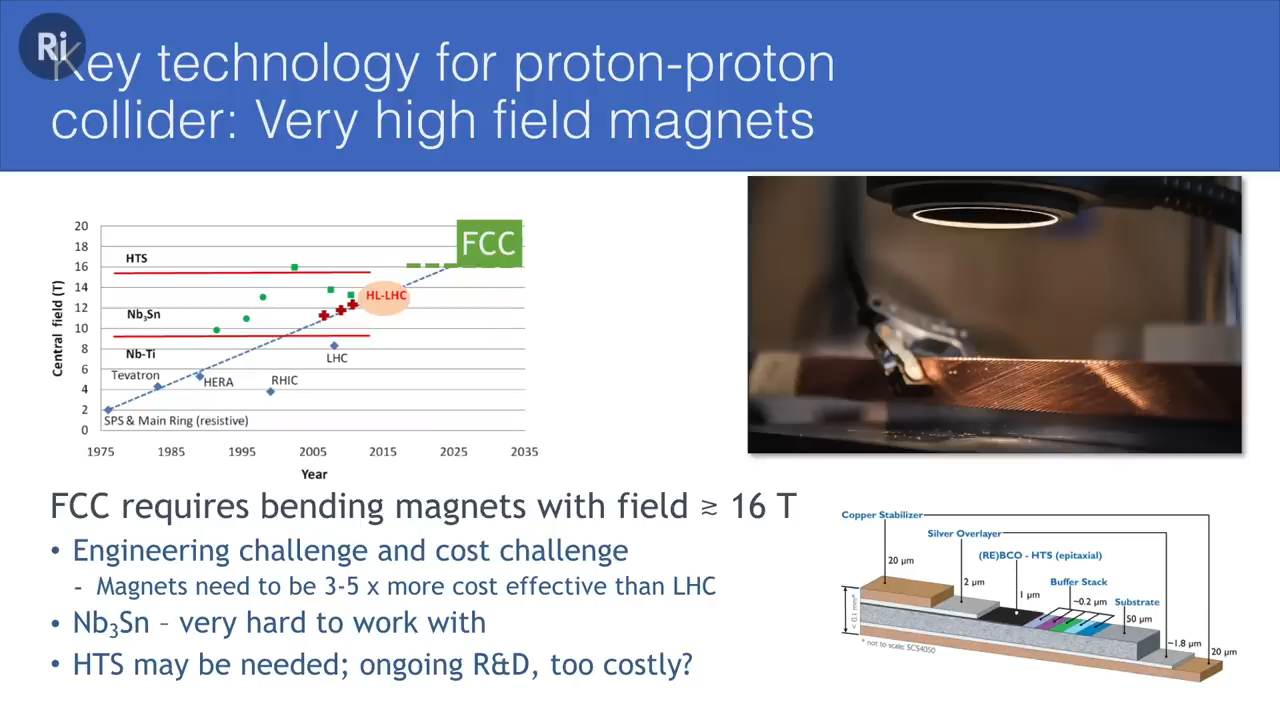 Ri
Key technology for proton-proton
collider: Very high field magnets
Central field (T)
20
18
16
14
12
10
8
6
4
2
0
HTS
Nb₃Sn
Nb-Ti
FCC
HL-LHC
LHC
Tevatron
HERA
RHIC
SPS & Main Ring (resistive)
1975 1985 1995 2005 2015 2025 2035
Year
FCC requires bending magnets with field ≳ 16 T
• Engineering challenge and cost challenge
- Magnets need to be 3-5 x more cost effective than LHC
• Nb₃Sn – very hard to work with
• HTS may be needed; ongoing R&D, too costly?
Copper Stabilizer
Silver Overlayer
(RE)BCO - HTS (epitaxial)
Buffer Stack
Substrate
20 µm
2 µm
1 µm
~0.2 µm
50 µm
~1.8 µm
20 µm
< 0.1 mm*
* not to scale; SCS4050